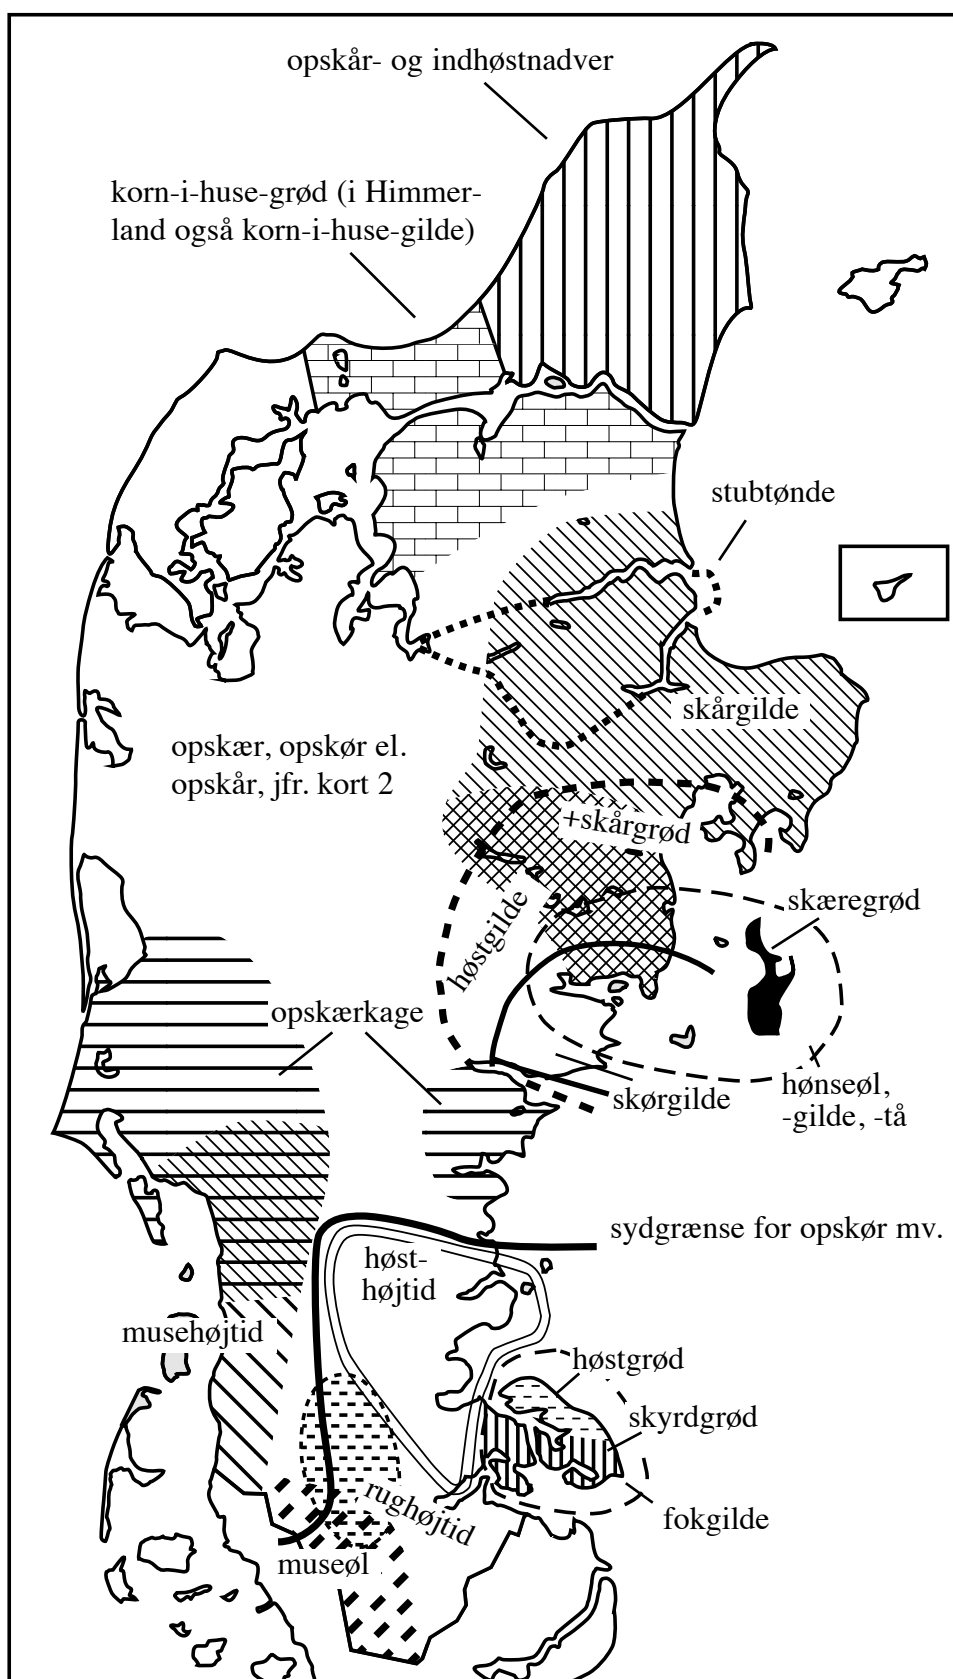 opskår- og indhøstnadver
korn-i-huse-grød (i Himmer-
land også korn-i-huse-gilde)
stubtønde
skårgilde
opskær, opskør el.
opskår, jfr. kort 2
+skårgrød
høstgilde
skæregrød
opskærkage
skørgilde
hønseøl,
-gilde, -tå
sydgrænse for opskør mv.
høst-
højtid
musehøjtid
høstgrød
skyrdgrød
rughøjtid
fokgilde
museøl